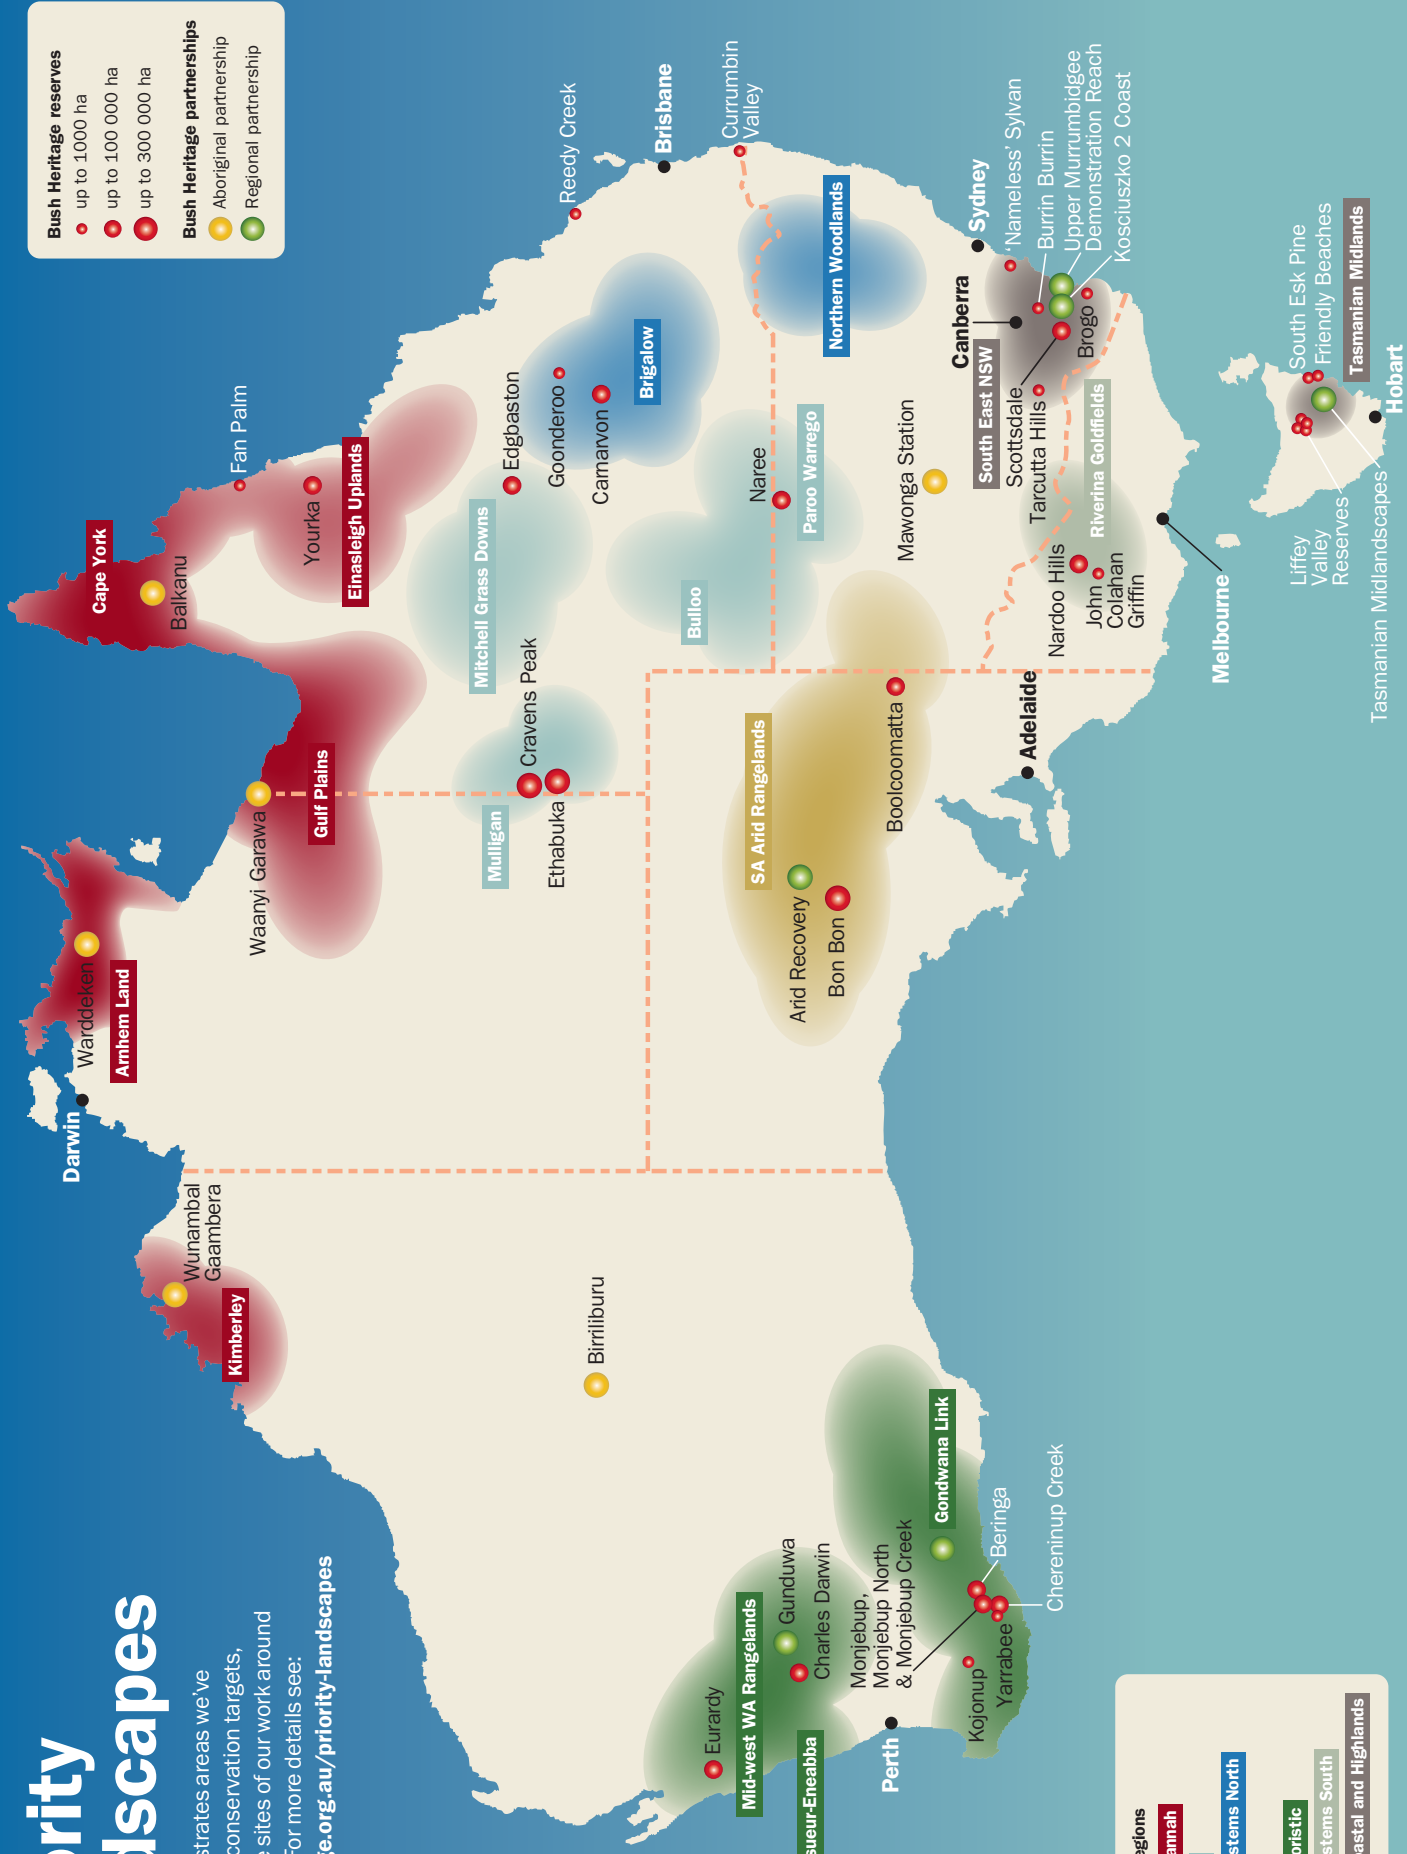 ority
dscapes
strates areas we've
conservation targets,
sites of our work around
For more details see:
ge.org.au/priority-landscapes
Bush Heritage reserves
up to 1000 ha
up to 100 000 ha
up to 300 000 ha
Bush Heritage partnerships
Aboriginal partnership
Regional partnership
Darwin
Warddeken
Arnhem Land
Wunambal
Gaambera
Kimberley
Waanyi Garawa
Gulf Plains
Cape York
Balkanu
Fan Palm
Yourka
Einasleigh Uplands
Mitchell Grass Downs
Edgbaston
Cravens Peak
Mulligan
Ethabuka
Reedy Creek
Goonderoo
Carnarvon
Brigalow
Brisbane
Currumbin
Valley
Bulloo
Naree
Paroo Warrego
Northern Woodlands
Birriliburu
SA Arid Rangelands
Arid Recovery
Bon Bon
Boolcoomatta
Mawonga Station
Adelaide
Sydney
Canberra
South East NSW
'Nameless' Sylvan
Burrin Burrin
Upper Murrumbidgee
Demonstration Reach
Kosciuszko 2 Coast
Scottsdale
Brogo
Tarcutta Hills
Riverina Goldfields
Nardoo Hills
John
Colahan
Griffin
Melbourne
South Esk Pine
Friendly Beaches
Tasmanian Midlands
Liffey
Valley
Reserves
Tasmanian Midlandscapes
Hobart
Eurardy
Mid-west WA Rangelands
Gunduwa
Charles Darwin
sueur-Eneabba
Perth
Monjebup,
Monjebup North
& Monjebup Creek
Gondwana Link
Beringa
Chereninup Creek
Kojonup
Yarrabee
egions
nnah
stems North
oristic
stems South
astal and Highlands